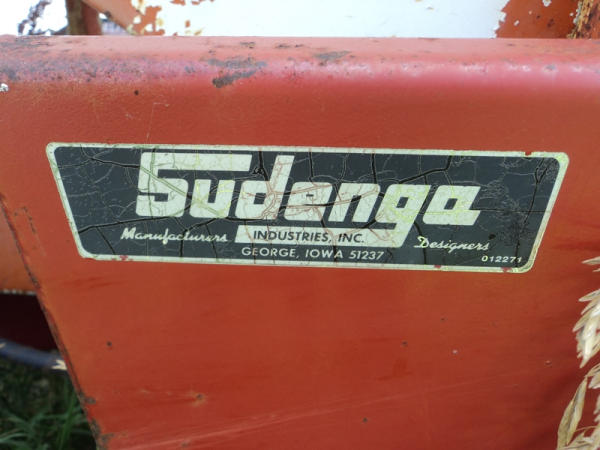 Sudenga
Manufacturers INDUSTRIES, INC. Designers
GEORGE, IOWA 51237
012271